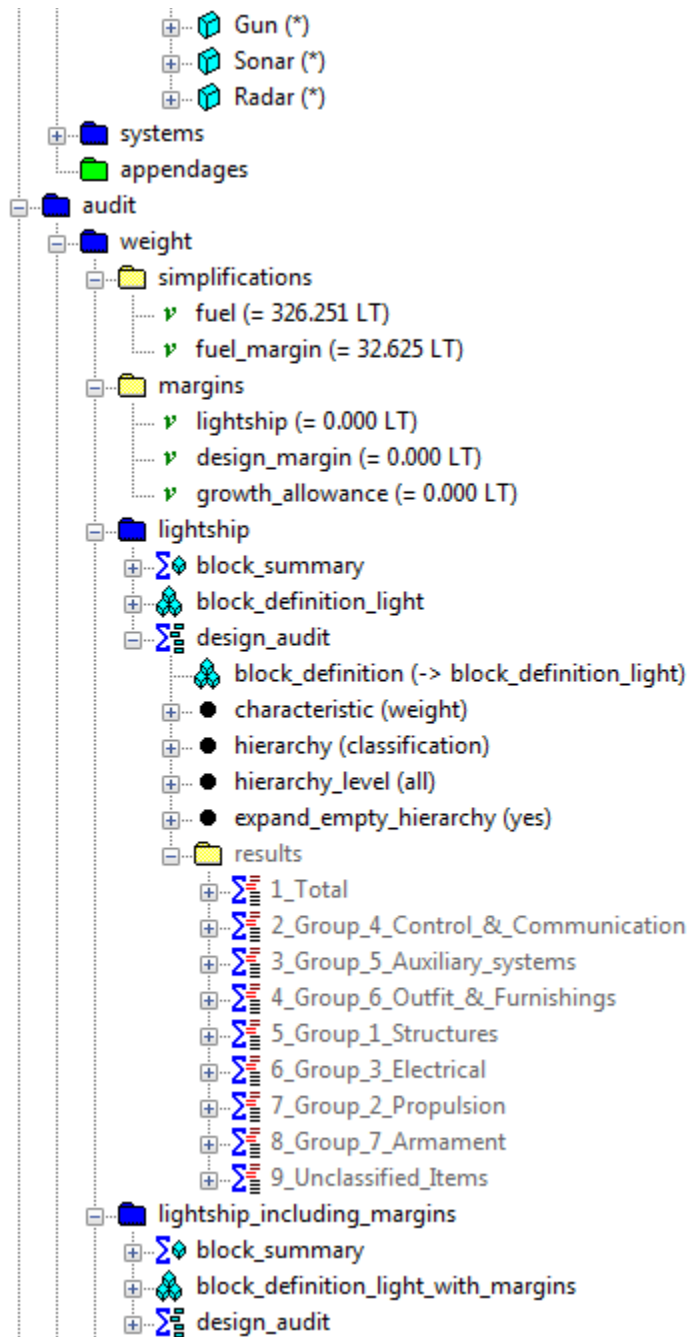 Gun (*)
Sonar (*)
Radar (*)
systems
appendages
audit
weight
simplifications
v fuel (= 326.251 LT)
v fuel_margin (= 32.625 LT)
margins
v lightship (= 0.000 LT)
v design_margin (= 0.000 LT)
v growth_allowance (= 0.000 LT)
lightship
Σ block_summary
block_definition_light
Σ design_audit
block_definition (-> block_definition_light)
characteristic (weight)
hierarchy (classification)
hierarchy_level (all)
expand_empty_hierarchy (yes)
results
Σ 1_Total
Σ 2_Group_4_Control_&_Communication
Σ 3_Group_5_Auxiliary_systems
Σ 4_Group_6_Outfit_&_Furnishings
Σ 5_Group_1_Structures
Σ 6_Group_3_Electrical
Σ 7_Group_2_Propulsion
Σ 8_Group_7_Armament
Σ 9_Unclassified_Items
lightship_including_margins
Σ block_summary
block_definition_light_with_margins
Σ design_audit